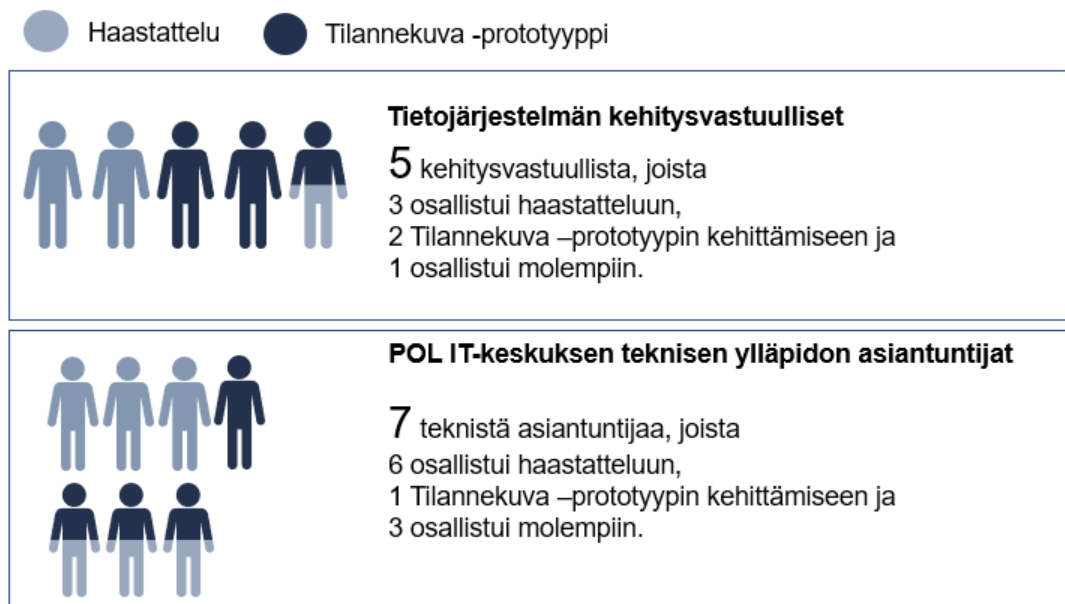 Haastattelu
Tilannekuva -prototyyppi
Tietojärjestelmän kehitysvastuulliset
5 kehitysvastuullista, joista
3 osallistui haastatteluun,
2 Tilannekuva –prototyypin kehittämiseen ja
1 osallistui molempiin.
POL IT-keskuksen teknisen ylläpidon asiantuntijat
7 teknistä asiantuntijaa, joista
6 osallistui haastatteluun,
1 Tilannekuva –prototyypin kehittämiseen ja
3 osallistui molempiin.